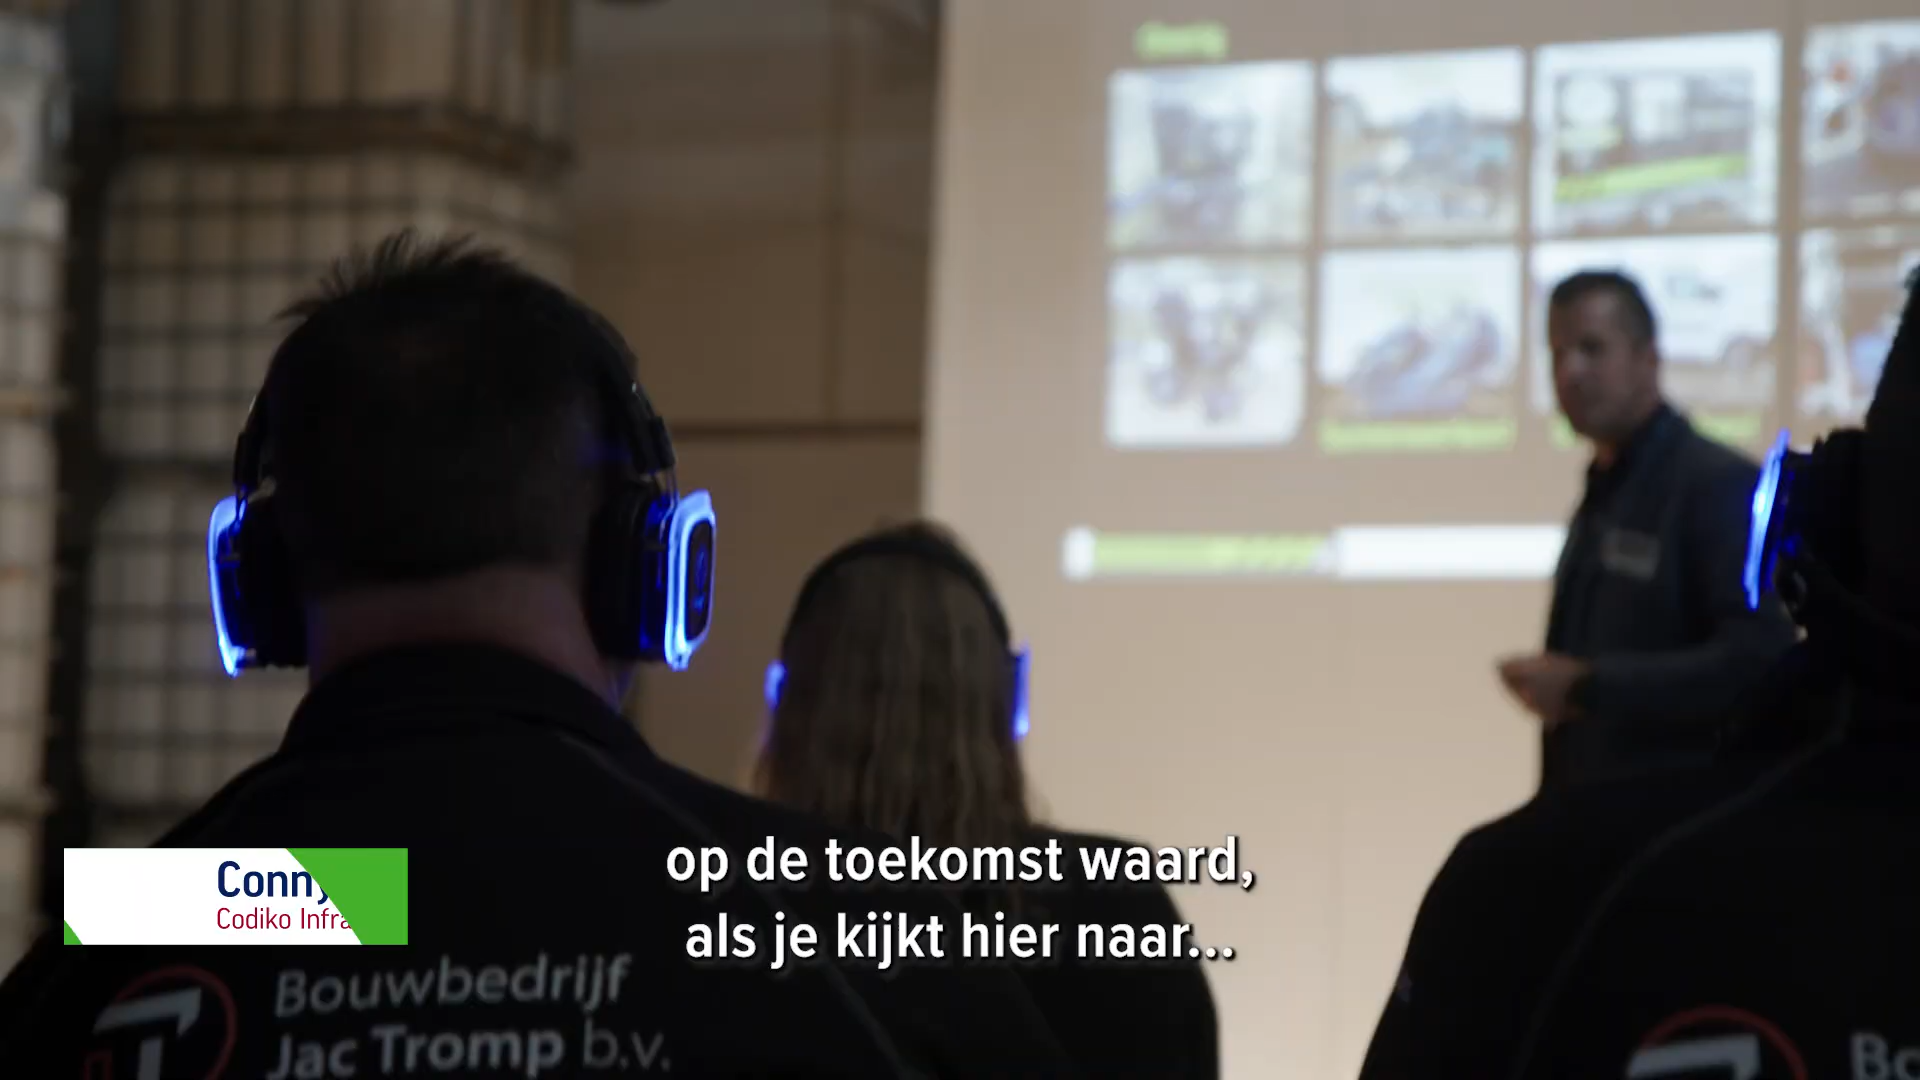 op de toekomst waard,
als je kijkt hier naar...
Conny
Codiko Infra
Bouwbedrijf
Jac Tromp b.v.